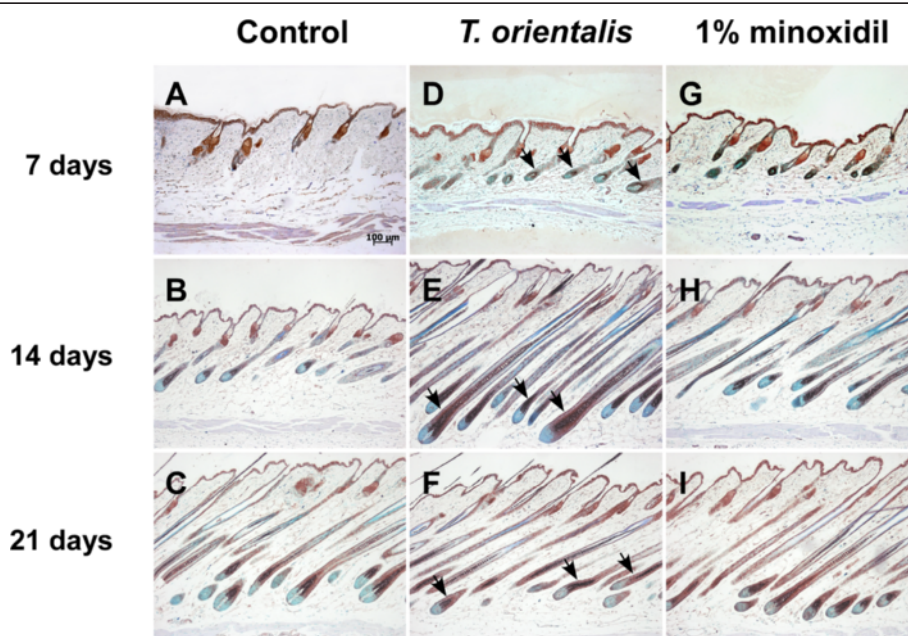 Control T. orientalis 1% minoxidil
7 days
A D G
100 µm
14 days
B E H
21 days
C F I